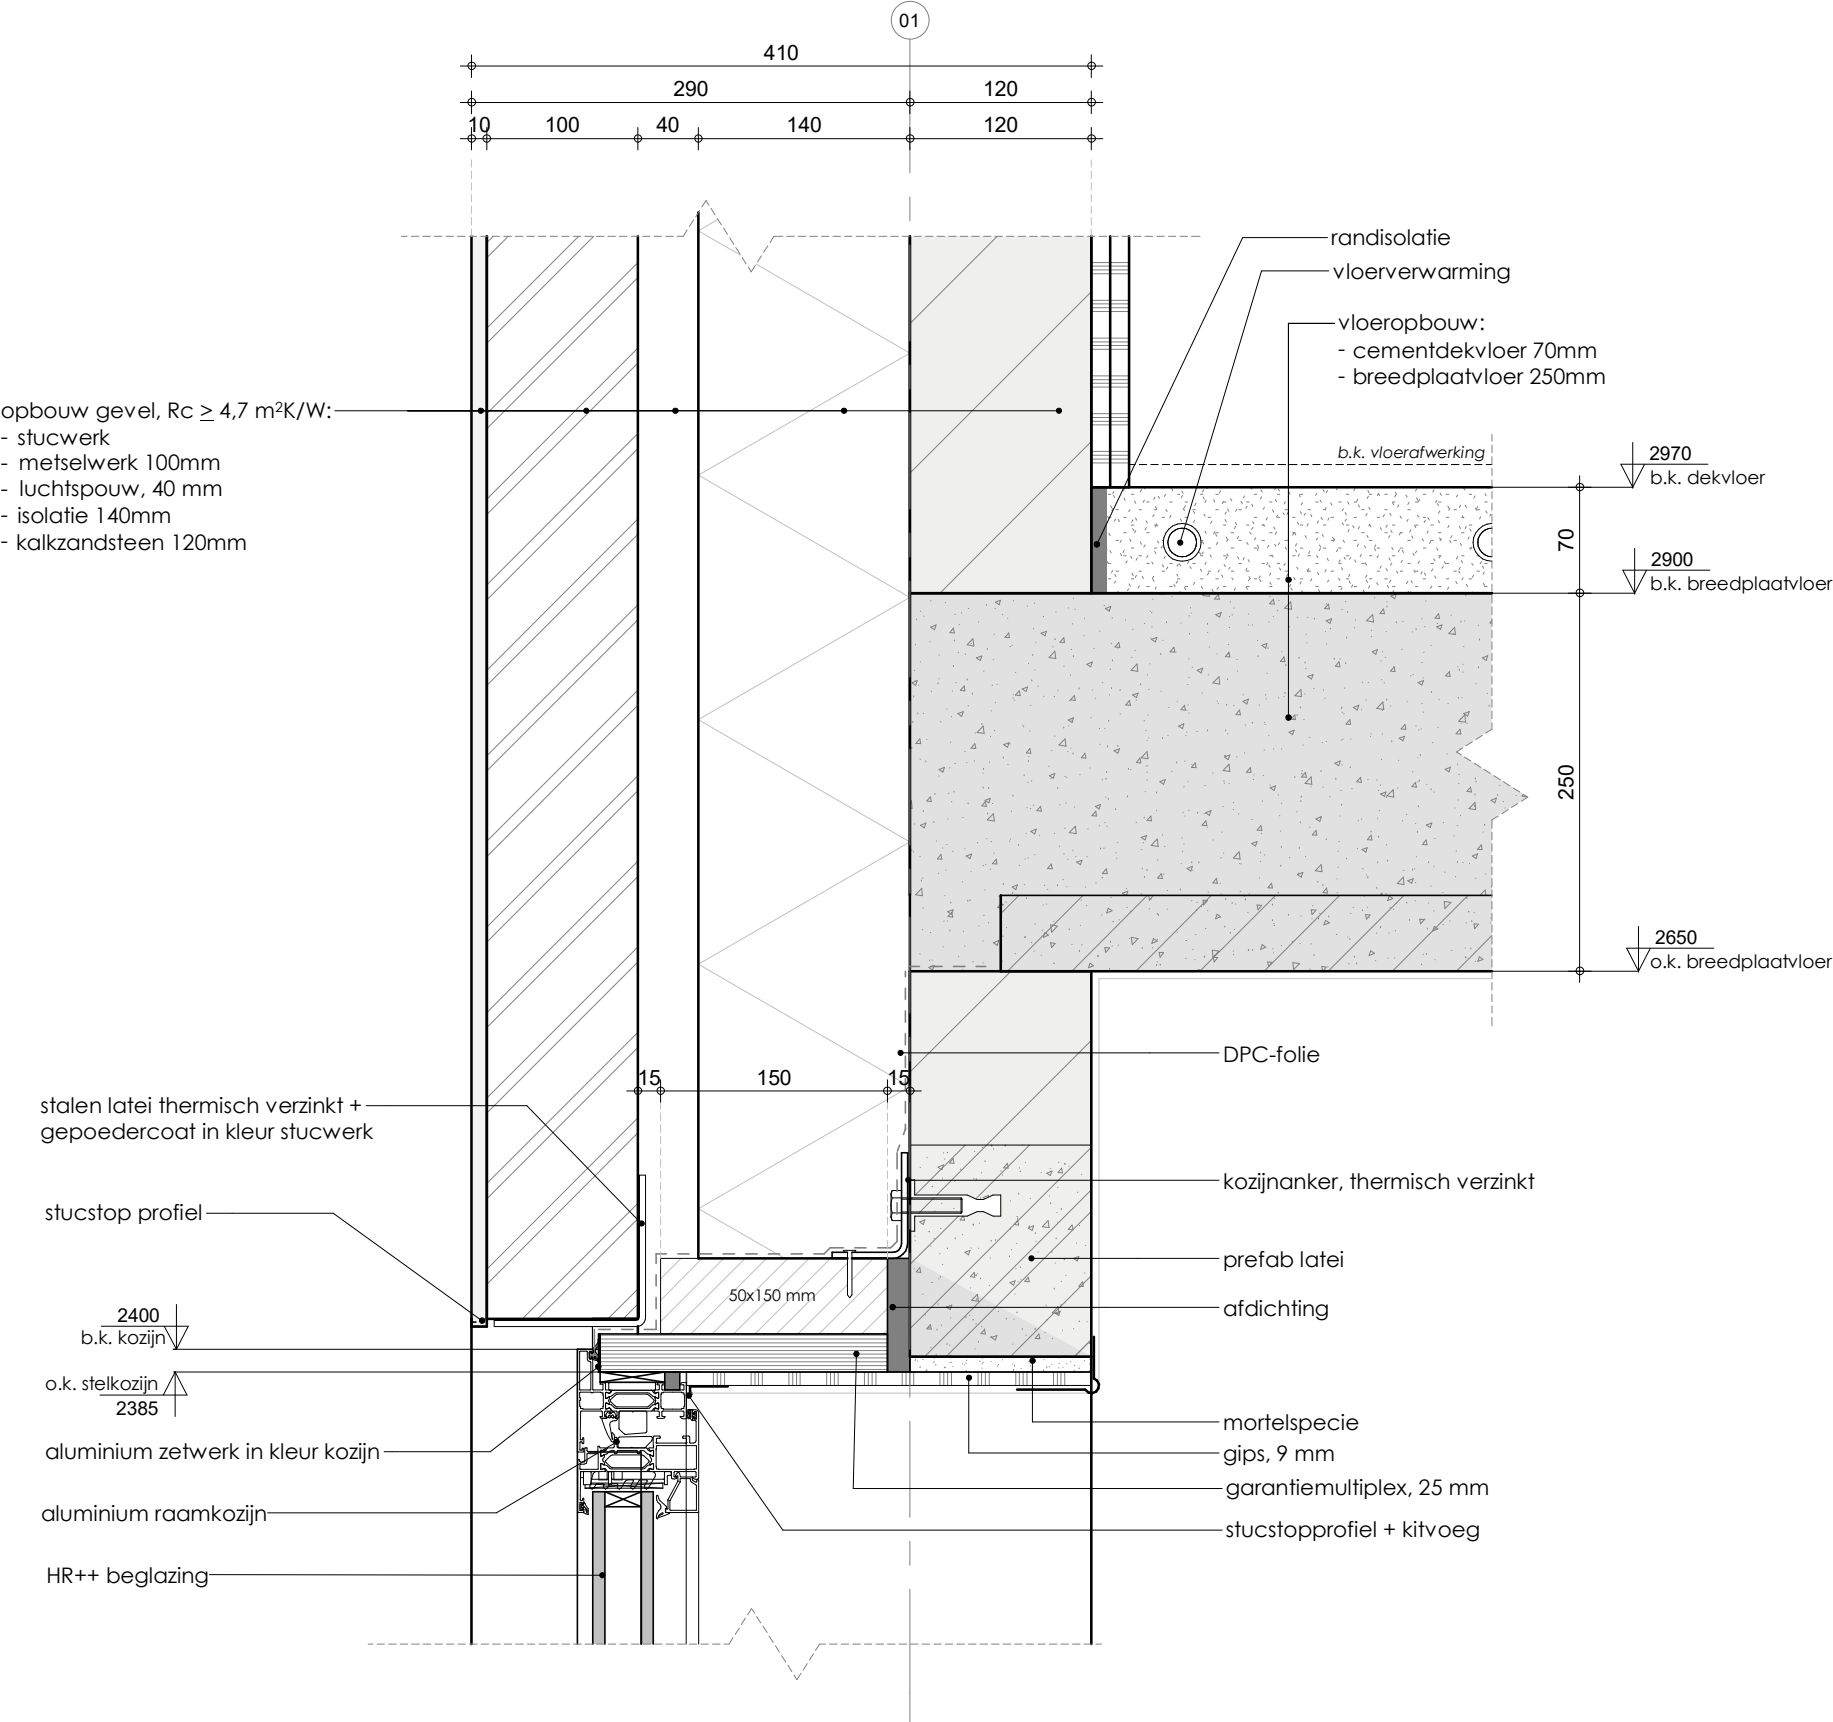 01
410
290
120
10
100
40
140
120
randisolatie
vloerverwarming
vloeropbouw:
- cementdekvloer 70mm
- breedplaatvloer 250mm
opbouw gevel, Rc ≥ 4,7 m²K/W:
- stucwerk
- metselwerk 100mm
- luchtspouw, 40 mm
- isolatie 140mm
- kalkzandsteen 120mm
b.k. vloerafwerking
2970
b.k. dekvloer
70
2900
b.k. breedplaatvloer
250
2650
o.k. breedplaatvloer
DPC-folie
15
150
15
stalen latei thermisch verzinkt +
gepoedercoat in kleur stucwerk
kozijnanker, thermisch verzinkt
stucstop profiel
prefab latei
50x150 mm
afdichting
2400
b.k. kozijn
o.k. stelkozijn
2385
mortelspecie
aluminium zetwerk in kleur kozijn
gips, 9 mm
garantiemultiplex, 25 mm
aluminium raamkozijn
stucstopprofiel + kitvoeg
HR++ beglazing